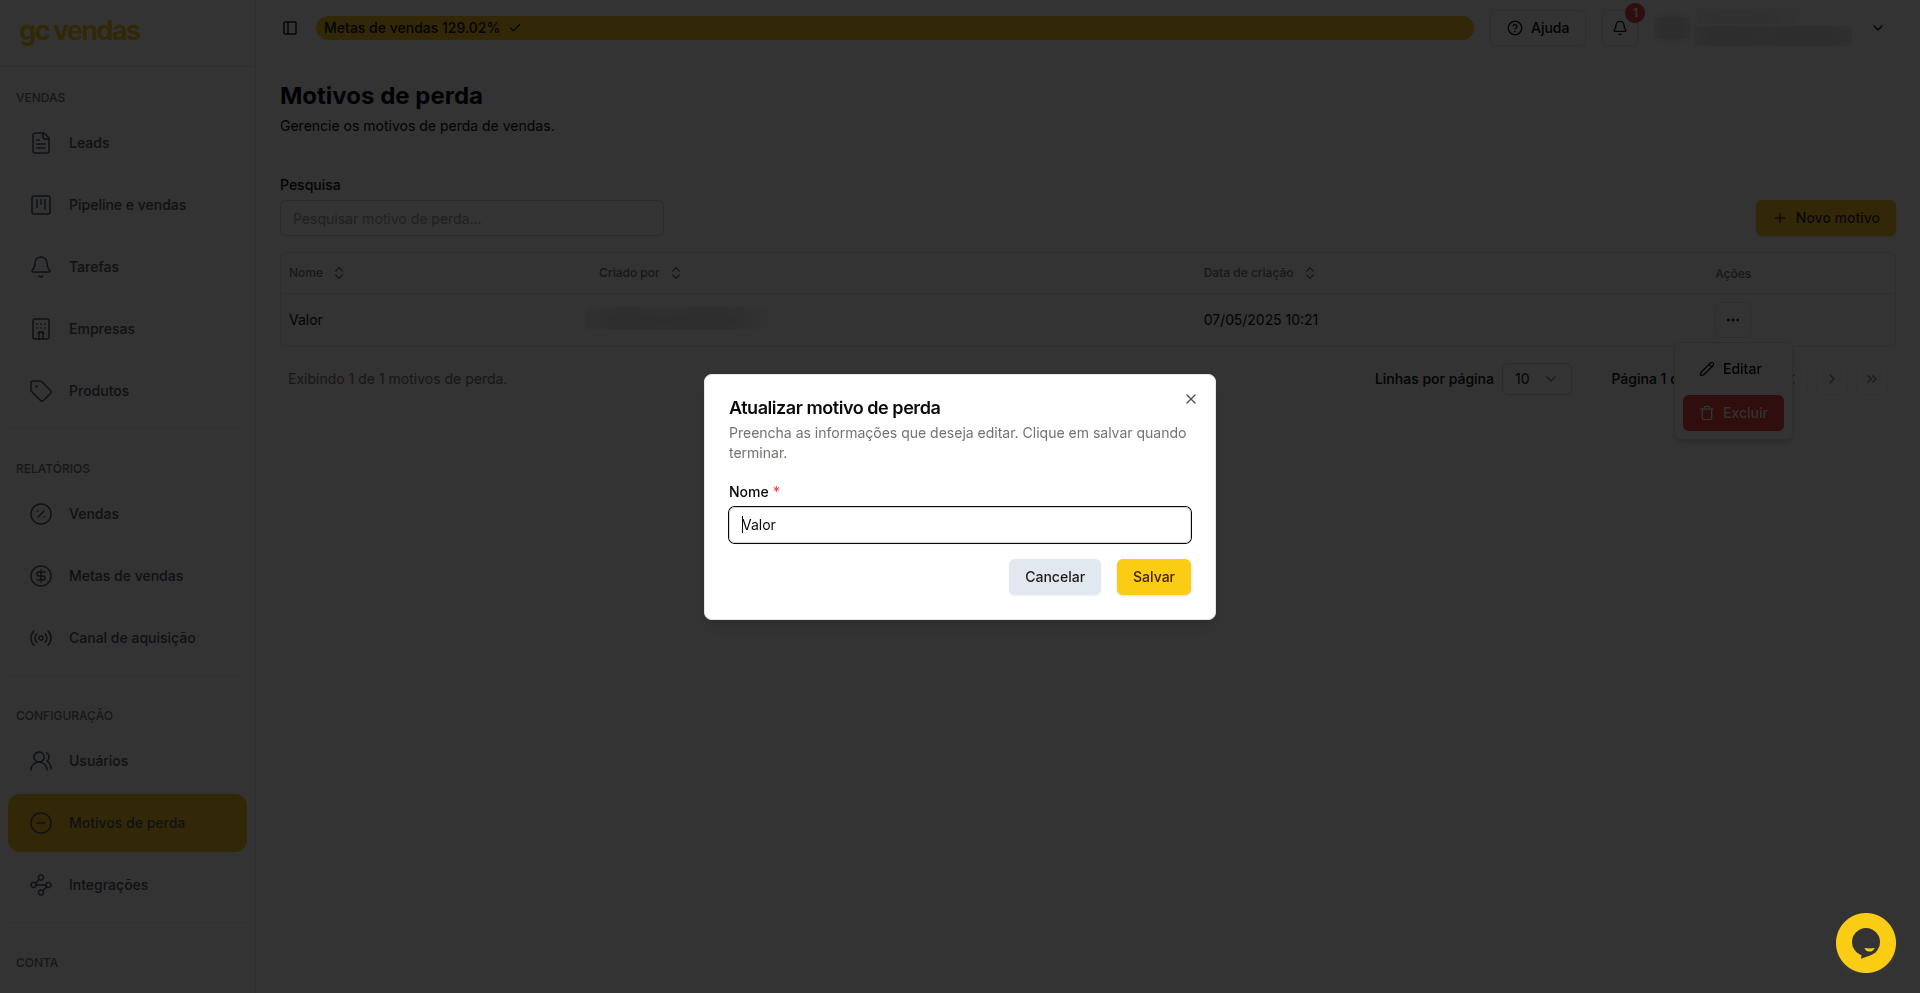 gc vendas
Metas de vendas 129.02%
Ajuda
1
VENDAS
Leads
Pipeline e vendas
Tarefas
Empresas
Produtos
RELATÓRIOS
Vendas
Metas de vendas
Canal de aquisição
CONFIGURAÇÃO
Usuários
Motivos de perda
Integrações
CONTA
Motivos de perda
Gerencie os motivos de perda de vendas.
Pesquisa
Pesquisar motivo de perda...
Novo motivo
Nome Criado por Data de criação Ações
Valor 07/05/2025 10:21
Exibindo 1 de 1 motivos de perda.
Linhas por página 10 Página 1
Editar
Excluir
Atualizar motivo de perda
Preencha as informações que deseja editar. Clique em salvar quando
terminar.
Nome *
Valor
Cancelar Salvar